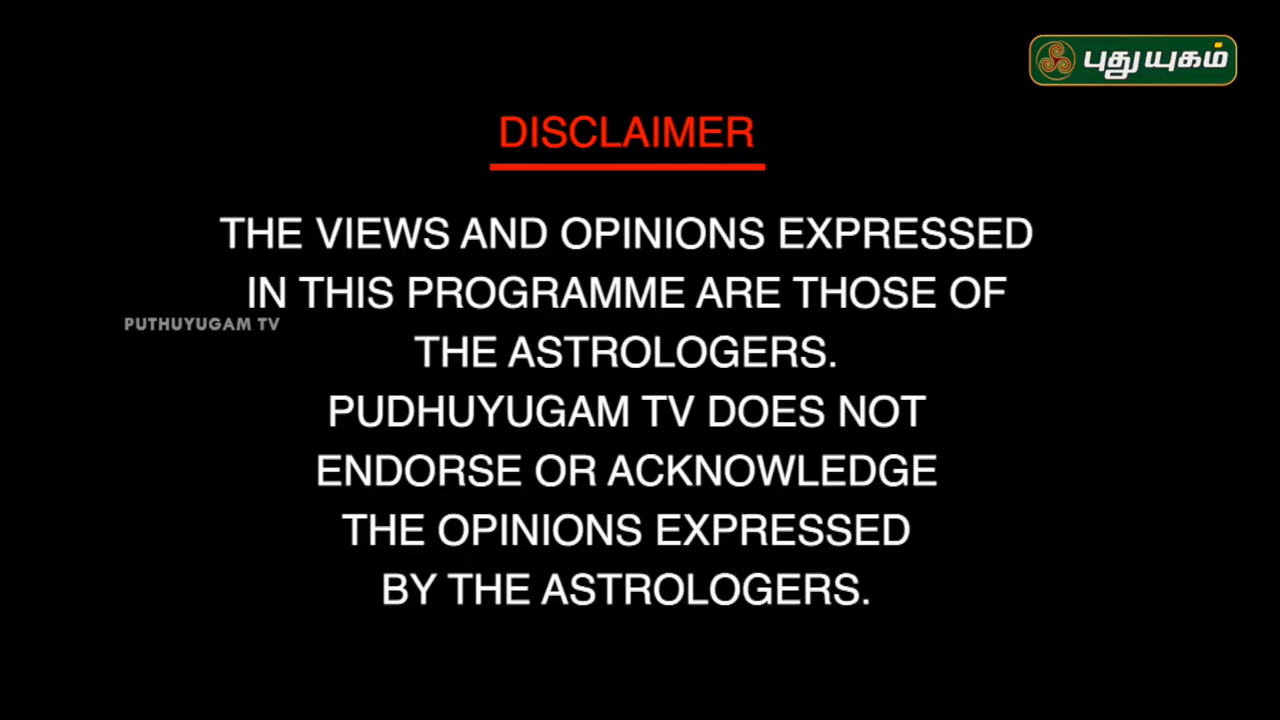 புதுயுகம்
DISCLAIMER
THE VIEWS AND OPINIONS EXPRESSED
IN THIS PROGRAMME ARE THOSE OF
PUTHUYUGAM TV
THE ASTROLOGERS.
PUDHUYUGAM TV DOES NOT
ENDORSE OR ACKNOWLEDGE
THE OPINIONS EXPRESSED
BY THE ASTROLOGERS.